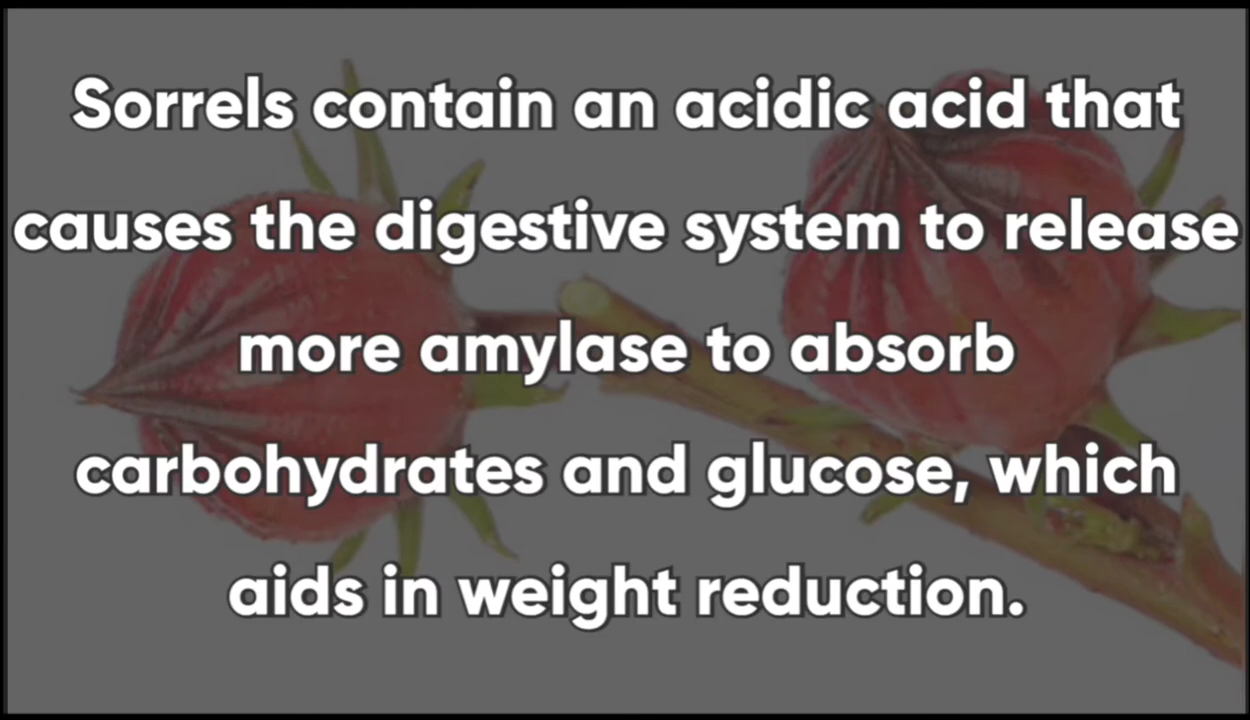 Sorrels contain an acidic acid that
causes the digestive system to release
more amylase to absorb
carbohydrates and glucose, which
aids in weight reduction.